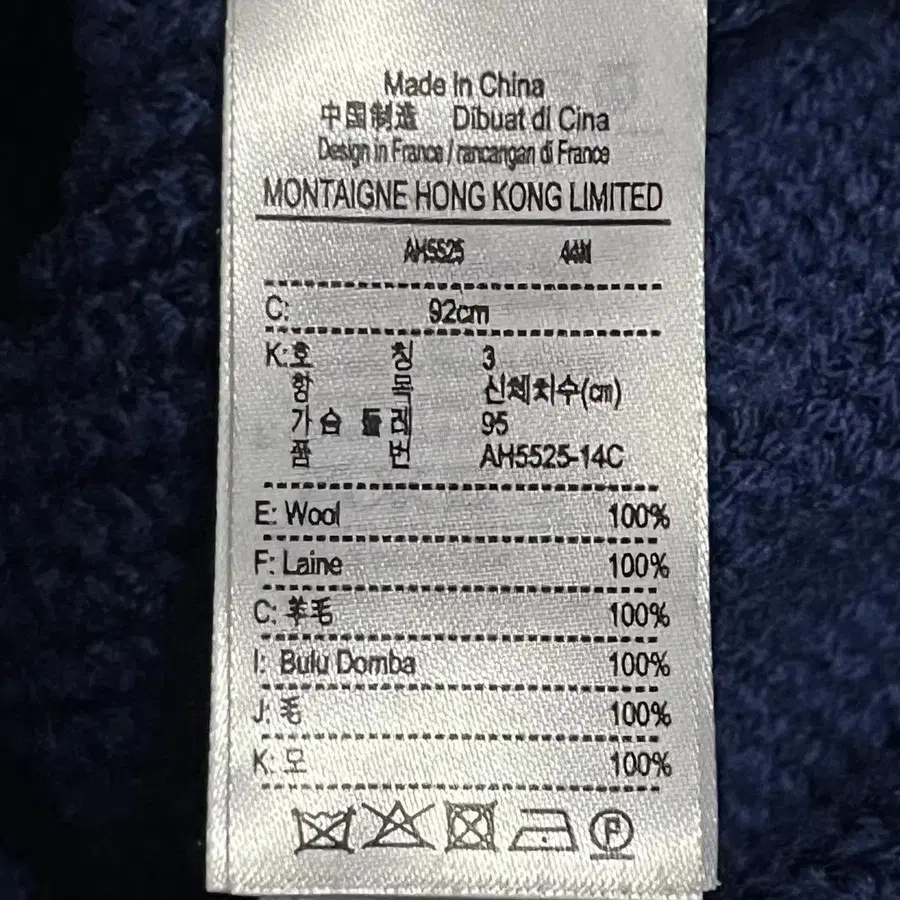 Made In China
中国制造 Dibuat di Cina
Design in France / rancangan di France
MONTAIGNE HONG KONG LIMITED
AH5525 44N
C: 92cm
K: 호 칭 3
항 목 신체치수(cm)
가 슴 둘 레 95
품 번 AH5525-14C
E: Wool 100%
F: Laine 100%
C: 羊毛 100%
I: Bulu Domba 100%
J: 毛 100%
K: 모 100%
P